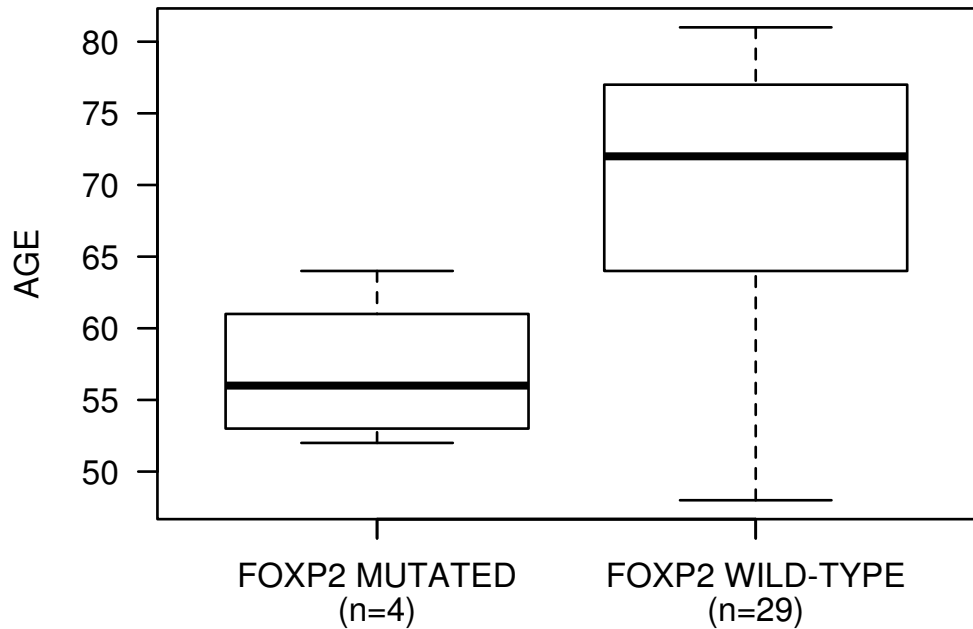 AGE
80
75
70
65
60
55
50
FOXP2 MUTATED
(n=4)
FOXP2 WILD-TYPE
(n=29)